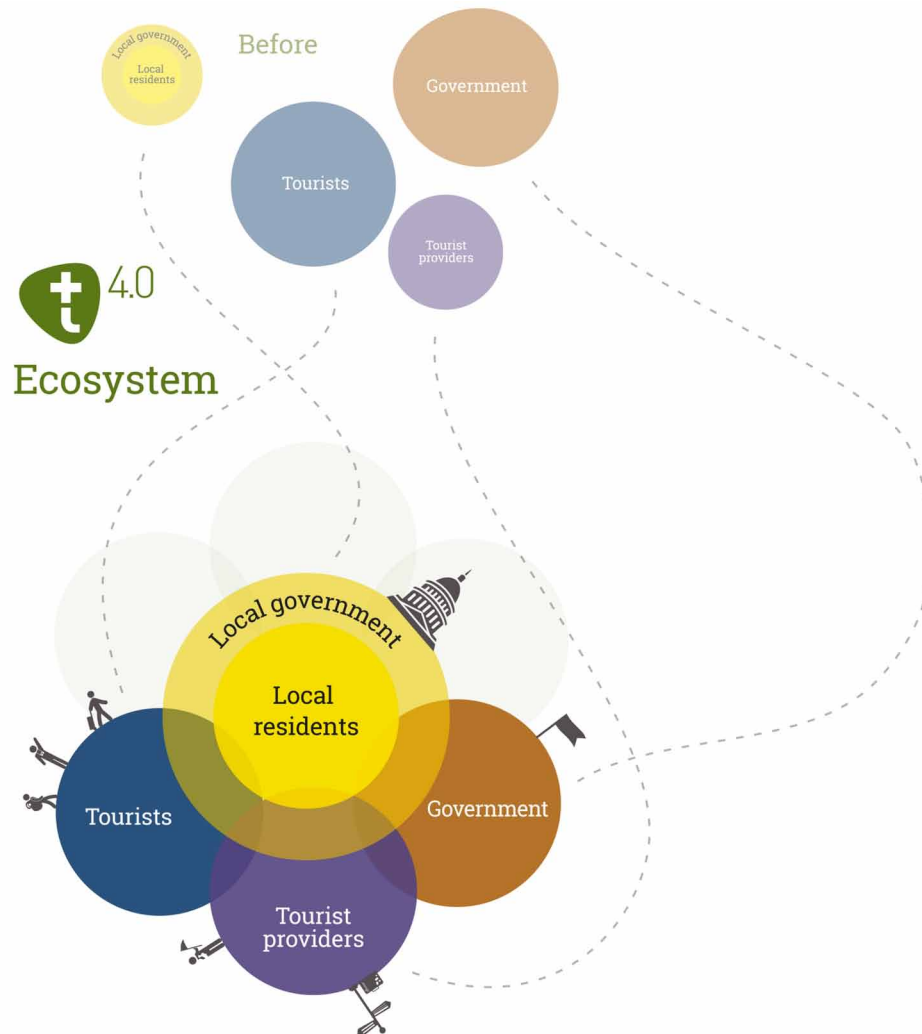 Local government
Local
residents
Before
Government
Tourists
Tourist
providers
t 4.0
Ecosystem
Local government
Local
residents
Tourists
Government
Tourist
providers